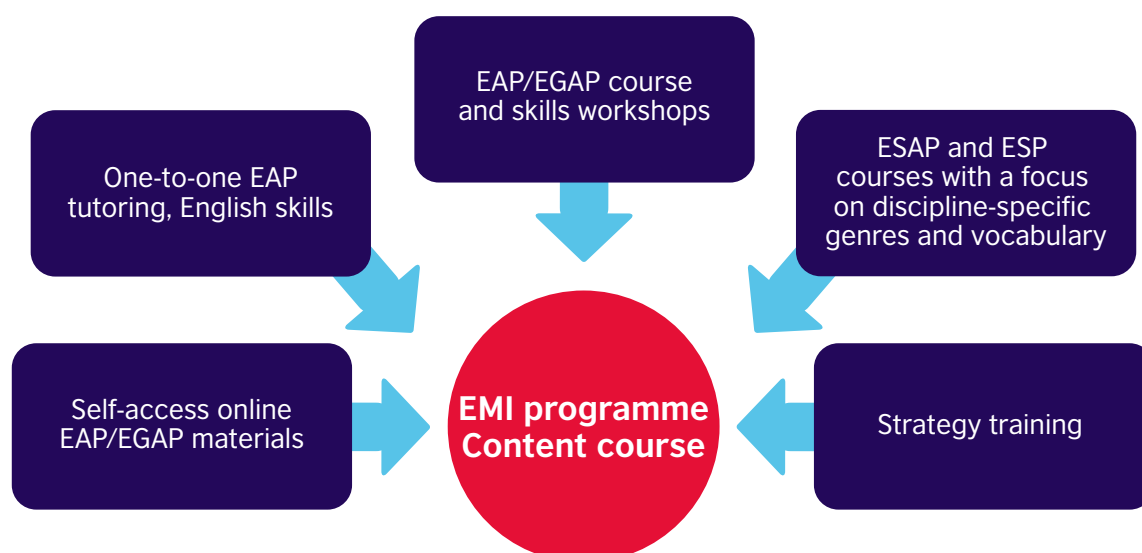 EAP/EGAP course
and skills workshops
One-to-one EAP
tutoring, English skills
ESAP and ESP
courses with a focus
on discipline-specific
genres and vocabulary
Self-access online
EAP/EGAP materials
EMI programme
Content course
Strategy training